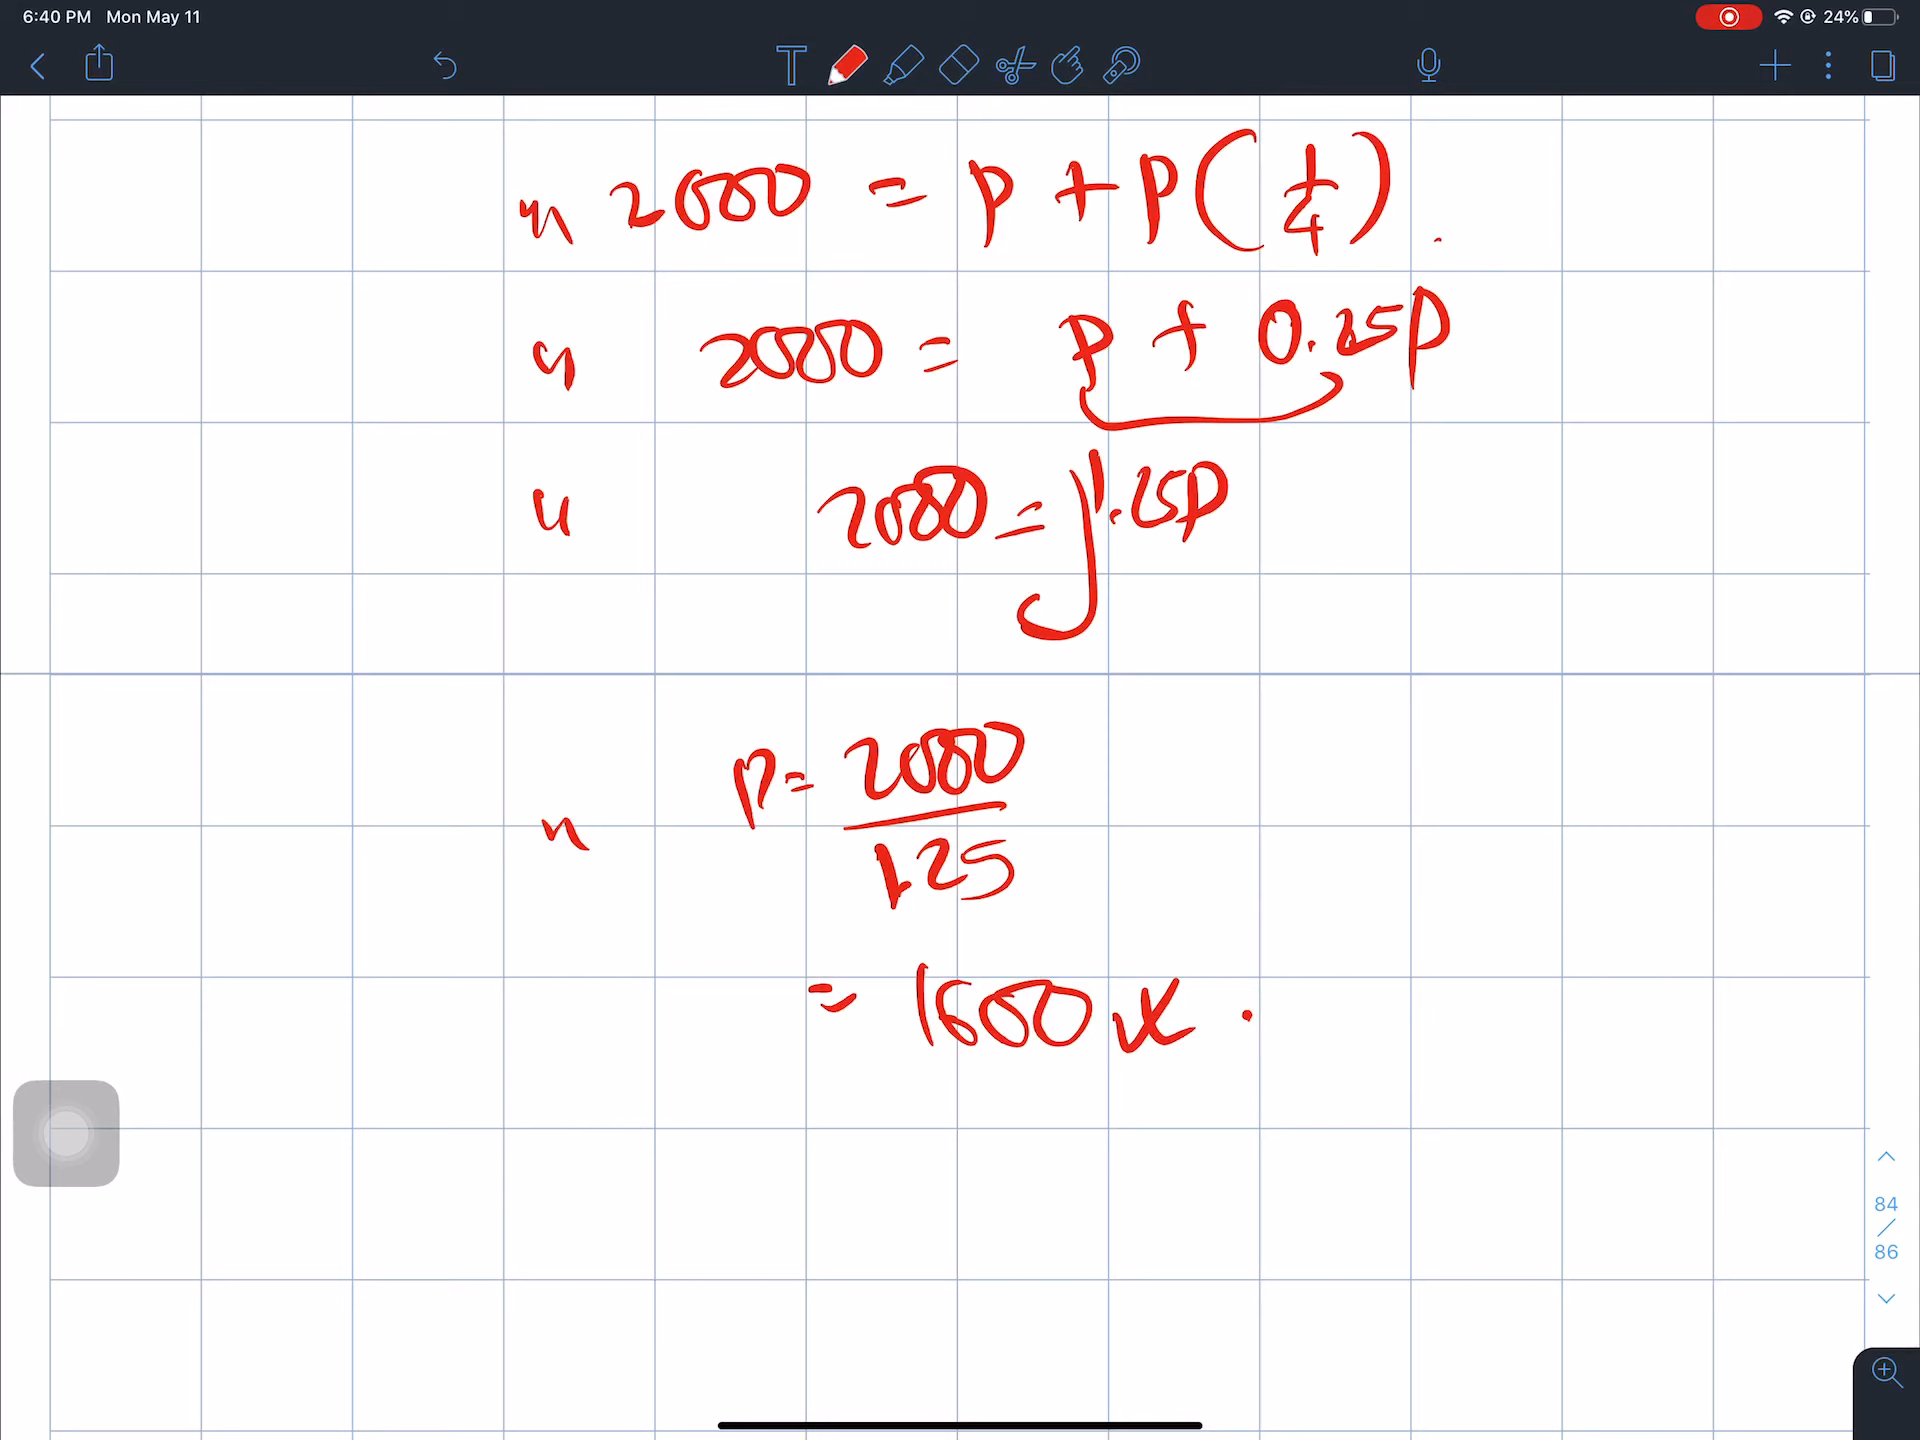 6:40 PM Mon May 11
24%
T
2000 = P + P(1/4).
2000 = P + 0.25P
2000 = 1.25P
P = 2000/1.25
= 1600
84
/
86